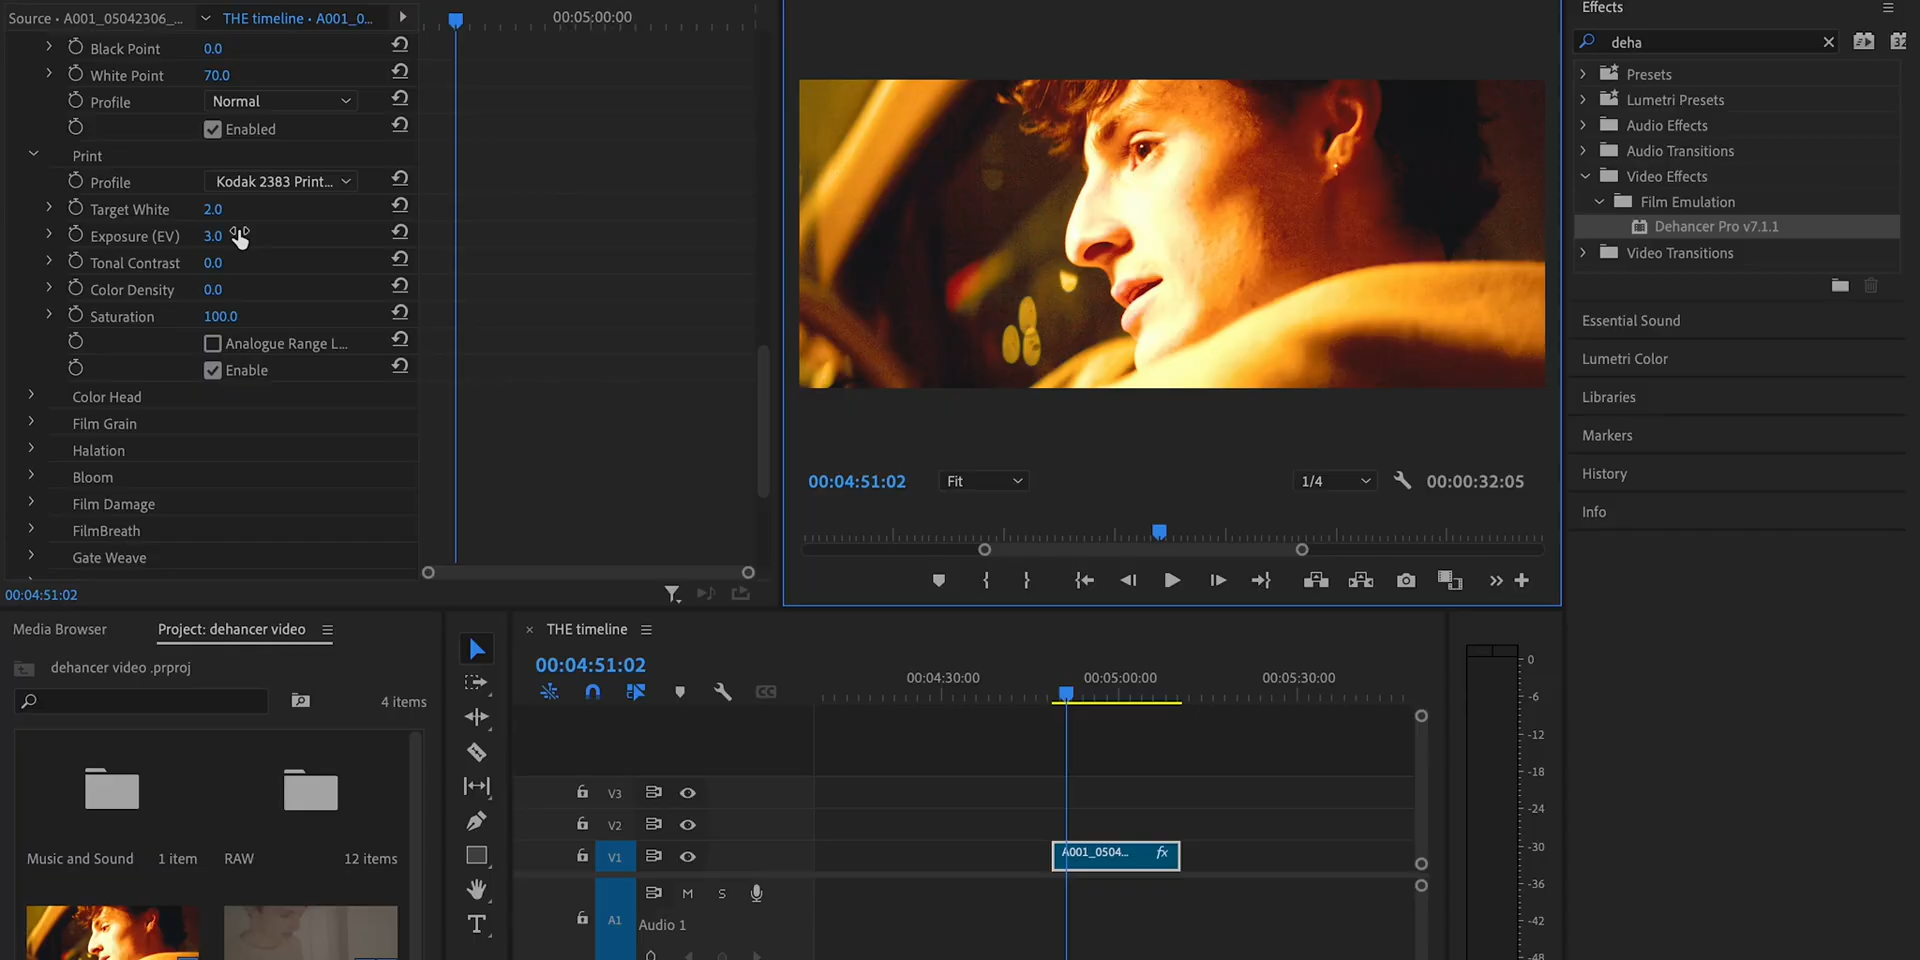 Source • A001_05042306_...
THE timeline • A001_0...
00:05:00:00
Black Point 0.0
White Point 70.0
Profile Normal
Enabled
Print
Profile Kodak 2383 Print...
Target White 2.0
Exposure (EV) 3.0
Tonal Contrast 0.0
Color Density 0.0
Saturation 100.0
Analogue Range L...
Enable
Color Head
Film Grain
Halation
Bloom
Film Damage
FilmBreath
Gate Weave
00:04:51:02
00:04:51:02
Fit
1/4
00:00:32:05
Effects
deha
32
Presets
Lumetri Presets
Audio Effects
Audio Transitions
Video Effects
Film Emulation
Dehancer Pro v7.1.1
Video Transitions
Essential Sound
Lumetri Color
Libraries
Markers
History
Info
Media Browser
Project: dehancer video
dehancer video .prproj
4 items
Music and Sound 1 item
RAW 12 items
T
× THE timeline
00:04:51:02
CC
00:04:30:00 00:05:00:00 00:05:30:00
V3
V2
V1
A001_0504... fx
M S
A1 Audio 1
0
-6
-12
-18
-24
-30
-36
-42
-48